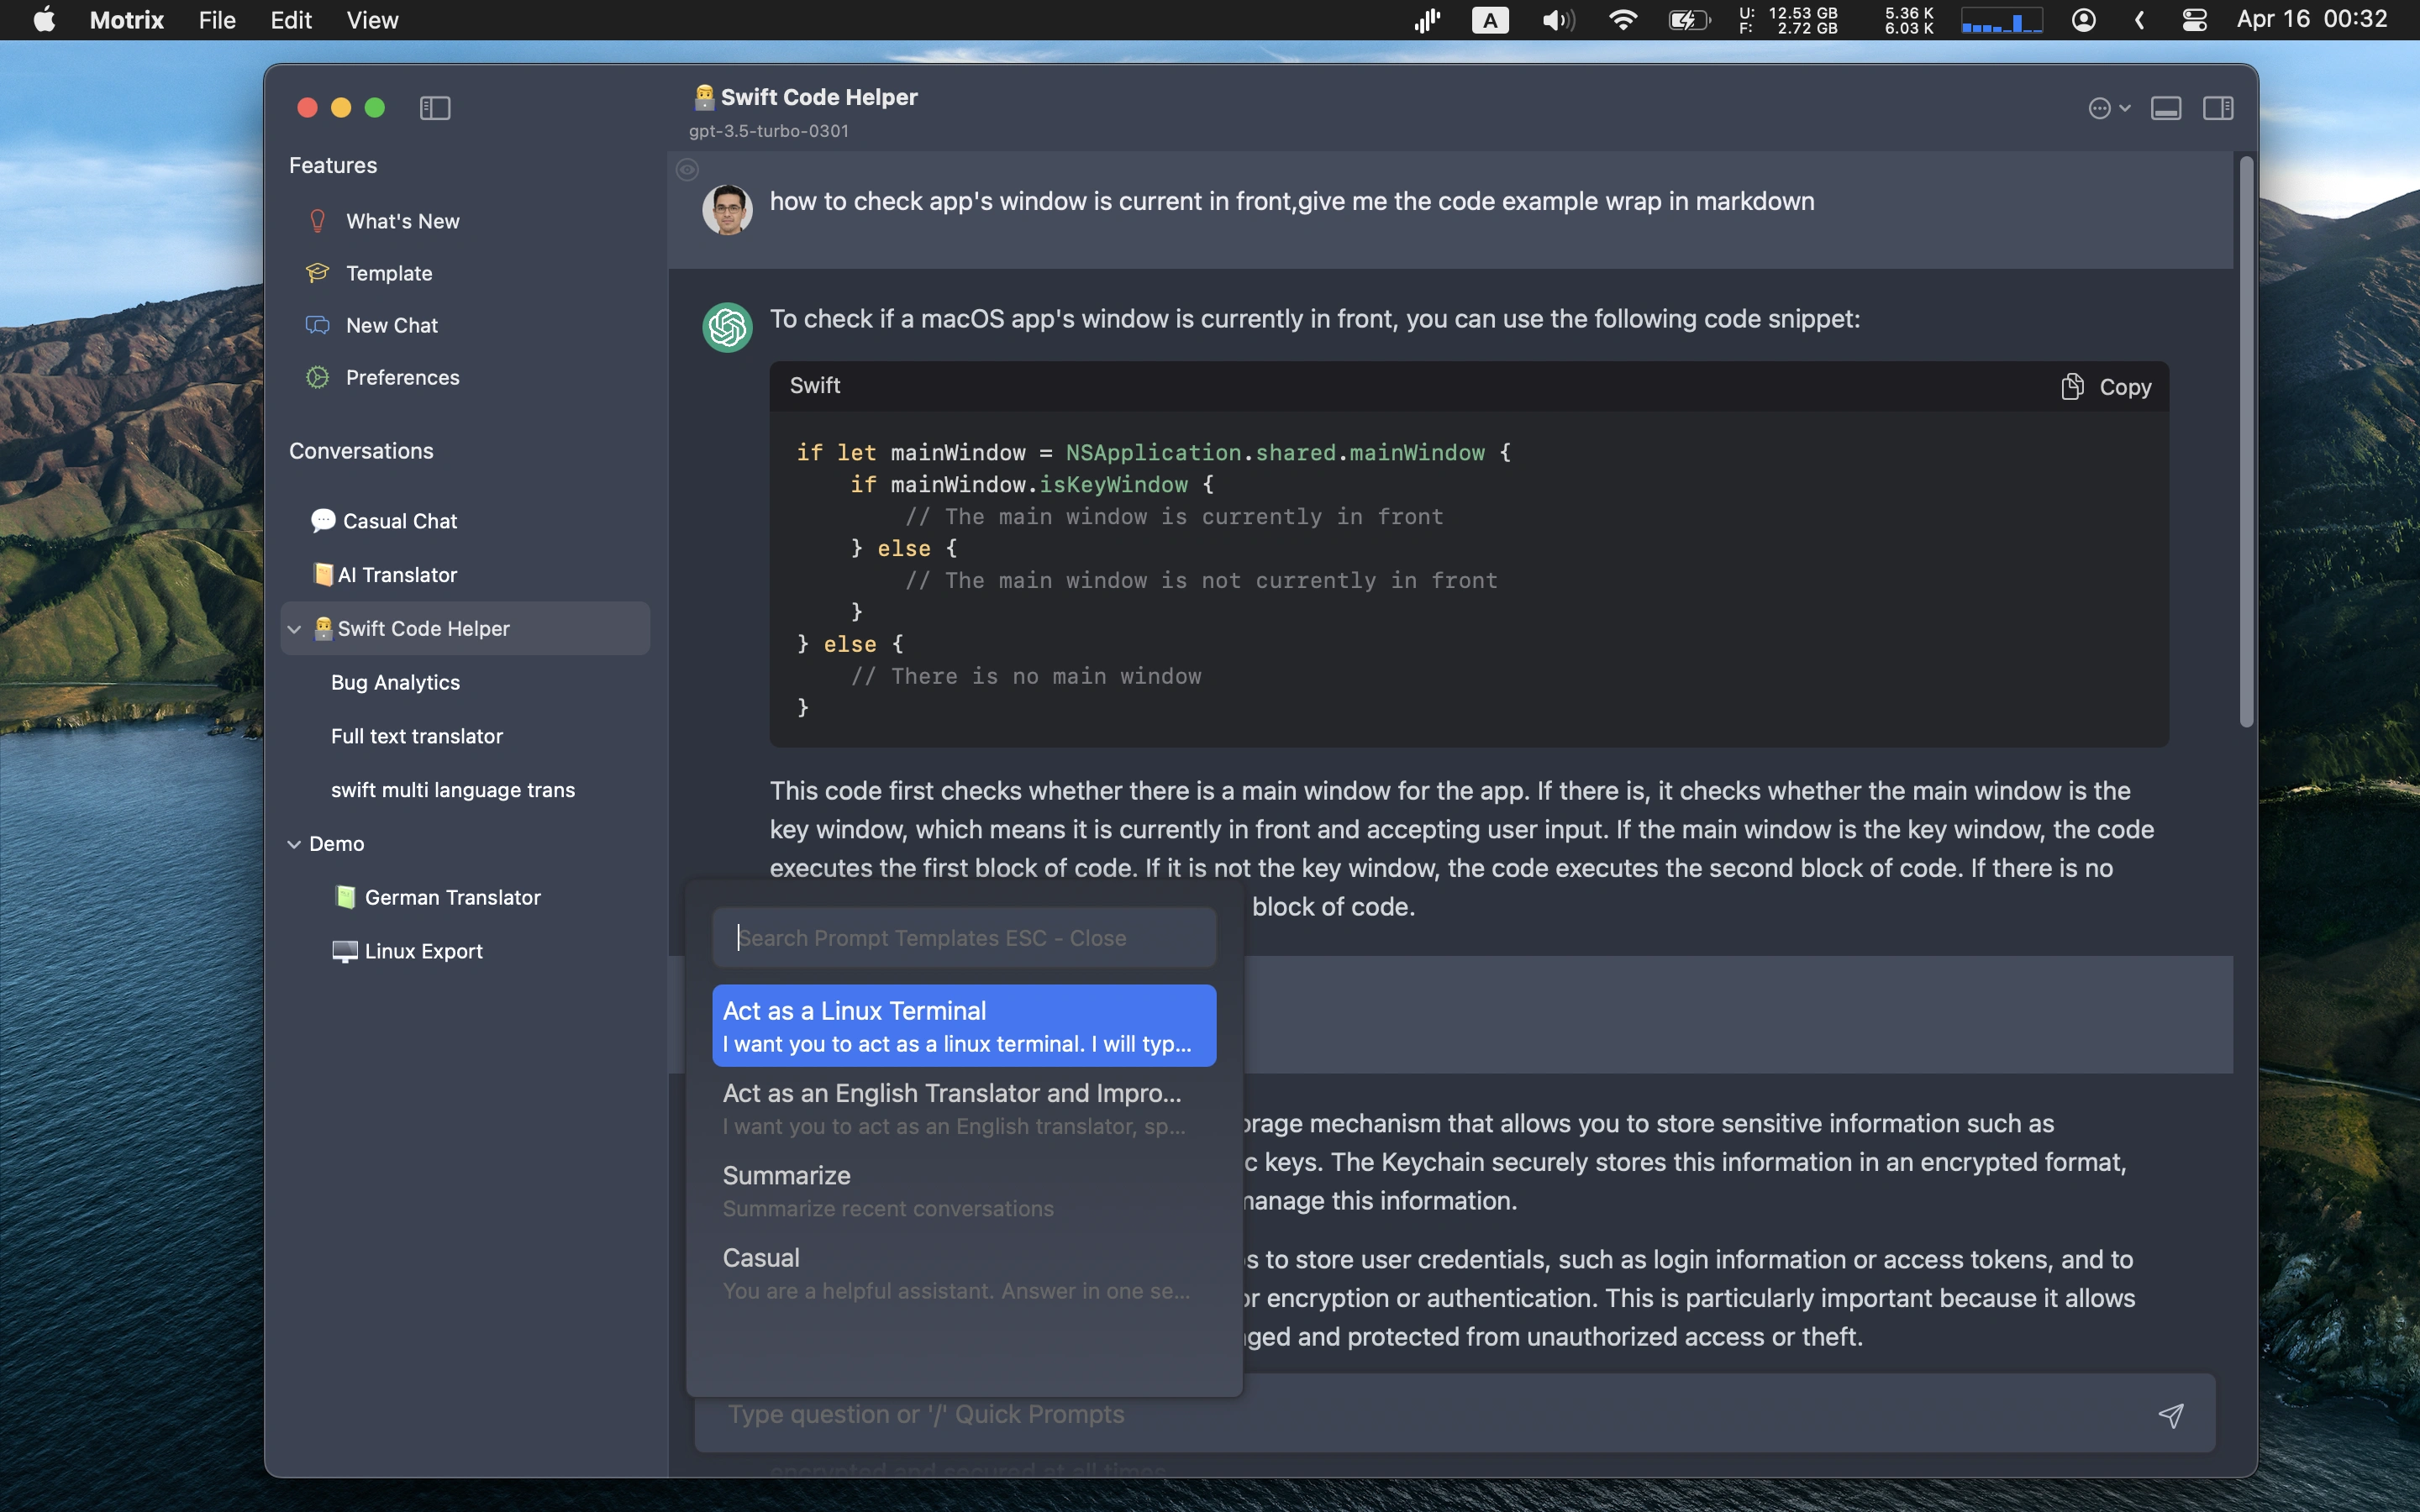 Motrix File Edit View
A
U: 12.53 GB
F: 2.72 GB
5.36 K
6.03 K
Apr 16 00:32
Features
What's New
Template
New Chat
Preferences
Conversations
Casual Chat
AI Translator
Swift Code Helper
Bug Analytics
Full text translator
swift multi language trans
Demo
German Translator
Linux Export
Swift Code Helper
gpt-3.5-turbo-0301
how to check app's window is current in front,give me the code example wrap in markdown
To check if a macOS app's window is currently in front, you can use the following code snippet:
Swift
Copy
if let mainWindow = NSApplication.shared.mainWindow {
if mainWindow.isKeyWindow {
// The main window is currently in front
} else {
// The main window is not currently in front
}
} else {
// There is no main window
}
This code first checks whether there is a main window for the app. If there is, it checks whether the main window is the
key window, which means it is currently in front and accepting user input. If the main window is the key window, the code
executes the first block of code. If it is not the key window, the code executes the second block of code. If there is no
block of code.
Search Prompt Templates ESC - Close
Act as a Linux Terminal
I want you to act as a linux terminal. I will typ...
Act as an English Translator and Impro...
I want you to act as an English translator, sp...
Summarize
Summarize recent conversations
Casual
You are a helpful assistant. Answer in one se...
mechanism that allows you to store sensitive information such as
keys. The Keychain securely stores this information in an encrypted format,
this information.
to store user credentials, such as login information or access tokens, and to
encryption or authentication. This is particularly important because it allows
and protected from unauthorized access or theft.
Type question or '/' Quick Prompts
encrypted and secured at all times